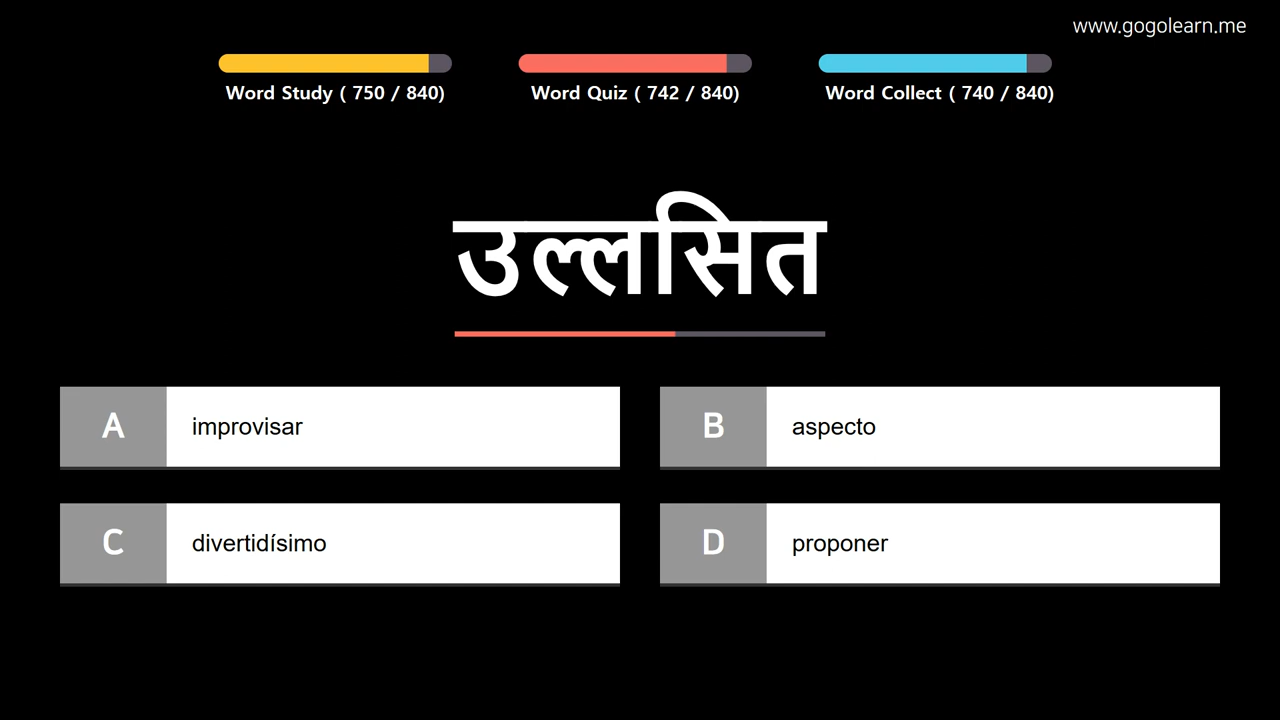 www.gogolearn.me
Word Study ( 750 / 840)
Word Quiz ( 742 / 840)
Word Collect ( 740 / 840)
उल्लसित
A improvisar
B aspecto
C divertidísimo
D proponer